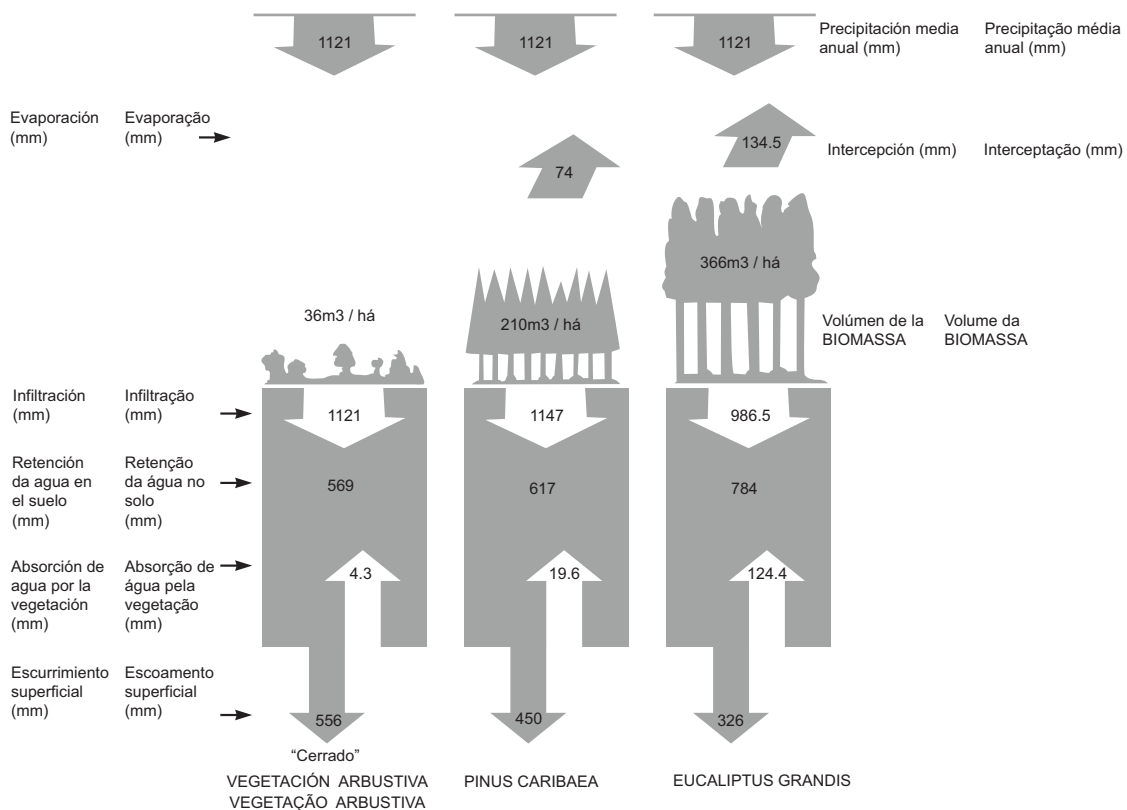 1121
1121
1121
Precipitación media
anual (mm)
Precipitação média
anual (mm)
Evaporación
(mm)
Evaporação
(mm)
74
134.5
Intercepción (mm)
Interceptação (mm)
36m3 / há
210m3 / há
366m3 / há
Volúmen de la
BIOMASSA
Volume da
BIOMASSA
Infiltración
(mm)
Infiltração
(mm)
1121
1147
986.5
Retención
da agua en
el suelo
(mm)
Retenção
da água no
solo
(mm)
569
617
784
Absorción de
agua por la
vegetación
(mm)
Absorção de
água pela
vegetação
(mm)
4.3
19.6
124.4
Escurrimiento
superficial
(mm)
Escoamento
superficial
(mm)
556
450
326
“Cerrado”
VEGETACIÓN ARBUSTIVA
VEGETAÇÃO ARBUSTIVA
PINUS CARIBAEA
EUCALIPTUS GRANDIS